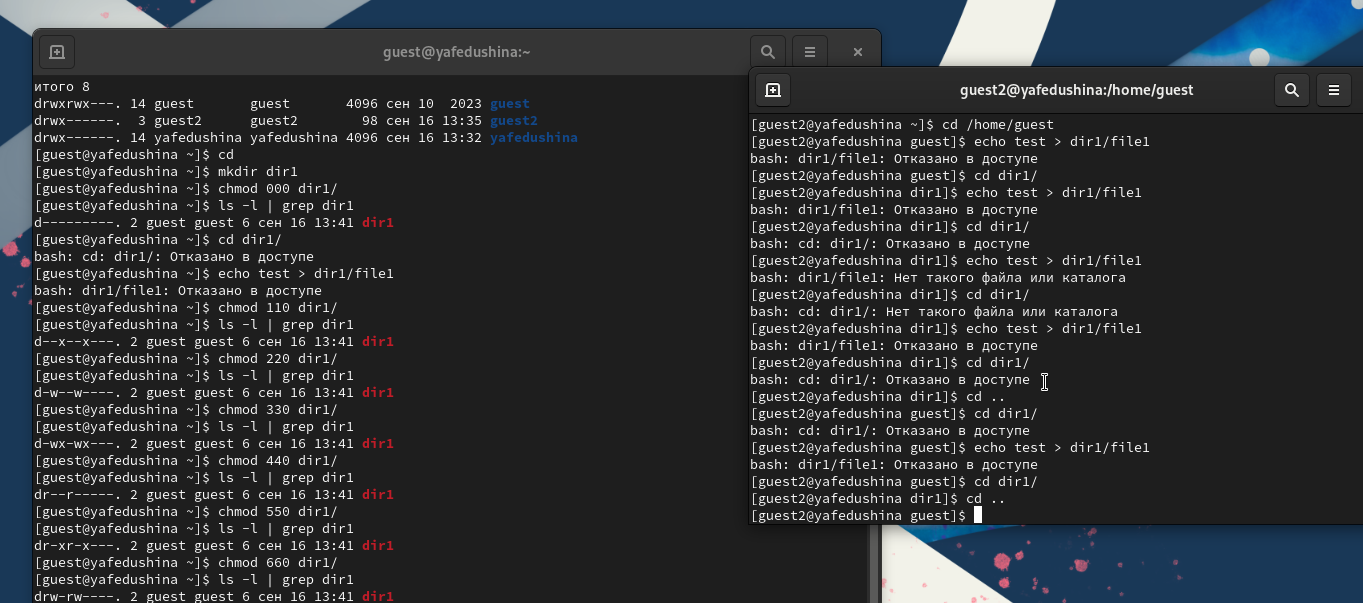 guest@yafedushina:~
итого 8
drwxrwx---. 14 guest       guest       4096 сен 10  2023 guest
drwx------.  3 guest2      guest2        98 сен 16 13:35 guest2
drwx------. 14 yafedushina yafedushina 4096 сен 16 13:32 yafedushina
[guest@yafedushina ~]$ cd
[guest@yafedushina ~]$ mkdir dir1
[guest@yafedushina ~]$ chmod 000 dir1/
[guest@yafedushina ~]$ ls -l | grep dir1
d---------. 2 guest guest 6 сен 16 13:41 dir1
[guest@yafedushina ~]$ cd dir1/
bash: cd: dir1/: Отказано в доступе
[guest@yafedushina ~]$ echo test > dir1/file1
bash: dir1/file1: Отказано в доступе
[guest@yafedushina ~]$ chmod 110 dir1/
[guest@yafedushina ~]$ ls -l | grep dir1
d--x--x---. 2 guest guest 6 сен 16 13:41 dir1
[guest@yafedushina ~]$ chmod 220 dir1/
[guest@yafedushina ~]$ ls -l | grep dir1
d-w--w----. 2 guest guest 6 сен 16 13:41 dir1
[guest@yafedushina ~]$ chmod 330 dir1/
[guest@yafedushina ~]$ ls -l | grep dir1
d-wx-wx---. 2 guest guest 6 сен 16 13:41 dir1
[guest@yafedushina ~]$ chmod 440 dir1/
[guest@yafedushina ~]$ ls -l | grep dir1
dr--r-----. 2 guest guest 6 сен 16 13:41 dir1
[guest@yafedushina ~]$ chmod 550 dir1/
[guest@yafedushina ~]$ ls -l | grep dir1
dr-xr-x---. 2 guest guest 6 сен 16 13:41 dir1
[guest@yafedushina ~]$ chmod 660 dir1/
[guest@yafedushina ~]$ ls -l | grep dir1
drw-rw----. 2 guest guest 6 сен 16 13:41 dir1
guest2@yafedushina:/home/guest
[guest2@yafedushina ~]$ cd /home/guest
[guest2@yafedushina guest]$ echo test > dir1/file1
bash: dir1/file1: Отказано в доступе
[guest2@yafedushina guest]$ cd dir1/
[guest2@yafedushina dir1]$ echo test > dir1/file1
bash: dir1/file1: Отказано в доступе
[guest2@yafedushina dir1]$ cd dir1/
bash: cd: dir1/: Отказано в доступе
[guest2@yafedushina dir1]$ echo test > dir1/file1
bash: dir1/file1: Нет такого файла или каталога
[guest2@yafedushina dir1]$ cd dir1/
bash: cd: dir1/: Нет такого файла или каталога
[guest2@yafedushina dir1]$ echo test > dir1/file1
bash: dir1/file1: Отказано в доступе
[guest2@yafedushina dir1]$ cd dir1/
bash: cd: dir1/: Отказано в доступе
[guest2@yafedushina dir1]$ cd ..
[guest2@yafedushina guest]$ cd dir1/
bash: cd: dir1/: Отказано в доступе
[guest2@yafedushina guest]$ echo test > dir1/file1
bash: dir1/file1: Отказано в доступе
[guest2@yafedushina guest]$ cd dir1/
[guest2@yafedushina dir1]$ cd ..
[guest2@yafedushina guest]$